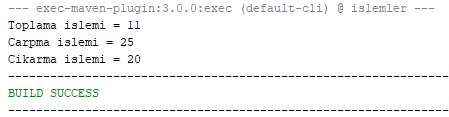 --- exec-maven-plugin:3.0.0:exec (default-cli) @ islemler ---
Toplama islemi = 11
Carpma islemi = 25
Cikarma islemi = 20
------------------------------------------------------------------------
BUILD SUCCESS
------------------------------------------------------------------------